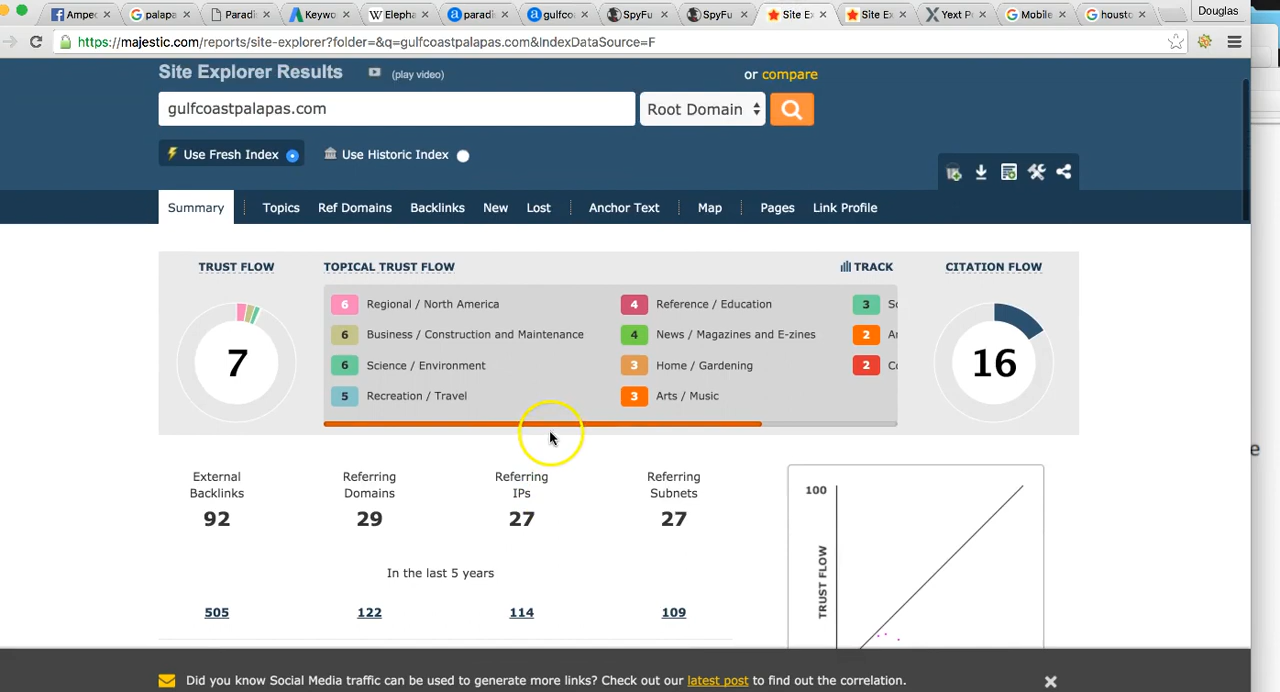 Ampec
palapa
Paradi
Keywo
Elepha
paradi
gulfco
SpyFu
SpyFu
Site E
Site Ex
Yext P
Mobile
houst
Douglas
https://majestic.com/reports/site-explorer?folder=&q=gulfcoastpalapas.com&IndexDataSource=F
Site Explorer Results (play video) or compare
gulfcoastpalapas.com Root Domain
Use Fresh Index Use Historic Index
Summary Topics Ref Domains Backlinks New Lost Anchor Text Map Pages Link Profile
TRUST FLOW TOPICAL TRUST FLOW TRACK CITATION FLOW
6 Regional / North America 4 Reference / Education 3
6 Business / Construction and Maintenance 4 News / Magazines and E-zines 2
7 16
6 Science / Environment 3 Home / Gardening 2
5 Recreation / Travel 3 Arts / Music
External Backlinks
Referring Domains
Referring IPs
Referring Subnets
92 29 27 27
In the last 5 years
505 122 114 109
100
TRUST FLOW
Did you know Social Media traffic can be used to generate more links? Check out our latest post to find out the correlation.